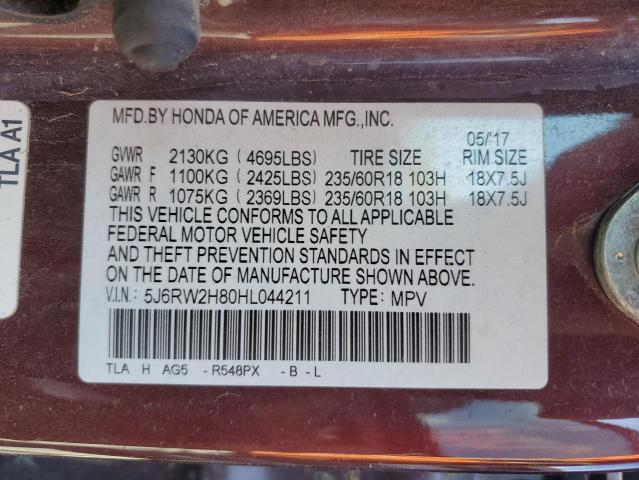 TLA A1
MFD.BY HONDA OF AMERICA MFG.,INC.
05/'17
GVWR 2130KG (4695LBS) TIRE SIZE RIM SIZE
GAWR F 1100KG (2425LBS) 235/60R18 103H 18X7.5J
GAWR R 1075KG (2369LBS) 235/60R18 103H 18X7.5J
THIS VEHICLE CONFORMS TO ALL APPLICABLE
FEDERAL MOTOR VEHICLE SAFETY
AND THEFT PREVENTION STANDARDS IN EFFECT
ON THE DATE OF MANUFACTURE SHOWN ABOVE.
V.I.N.: 5J6RW2H80HL044211 TYPE: MPV
TLA H AG5 - R548PX - B - L